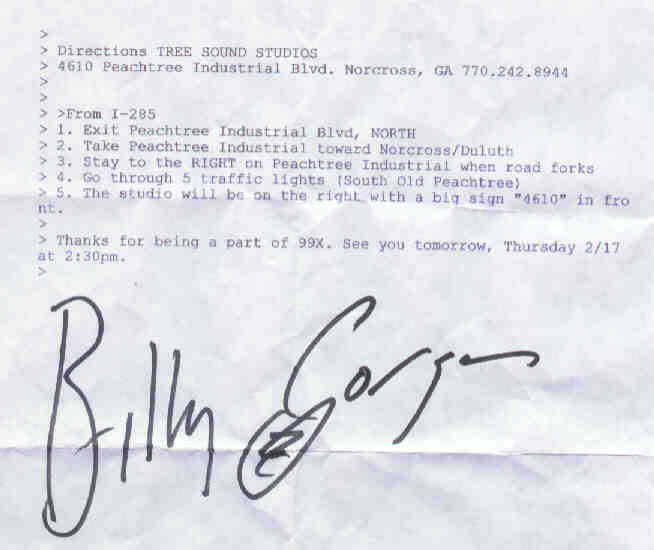 >
> Directions TREE SOUND STUDIOS
> 4610 Peachtree Industrial Blvd. Norcross, GA 770.242.8944
>
>
> >From I-285
> 1. Exit Peachtree Industrial Blvd, NORTH
> 2. Take Peachtree Industrial toward Norcross/Duluth
> 3. Stay to the RIGHT on Peachtree Industrial when road forks
> 4. Go through 5 traffic lights (South Old Peachtree)
> 5. The studio will be on the right with a big sign "4610" in fro
nt.
>
> Thanks for being a part of 99X. See you tomorrow, Thursday 2/17
at 2:30pm.
>
Billy Corgan